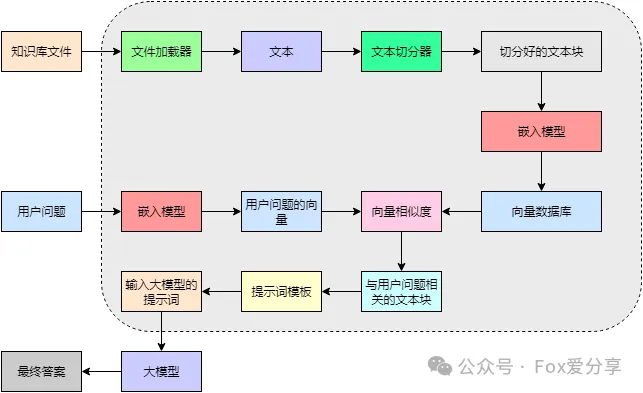 知识库文件
文件加载器
文本
文本切分器
切分好的文本块
嵌入模型
用户问题
嵌入模型
用户问题的向
量
向量相似度
向量数据库
输入大模型的
提示词
提示词模板
与用户问题相
关的文本块
最终答案
大模型
公众号 · Fox爱分享